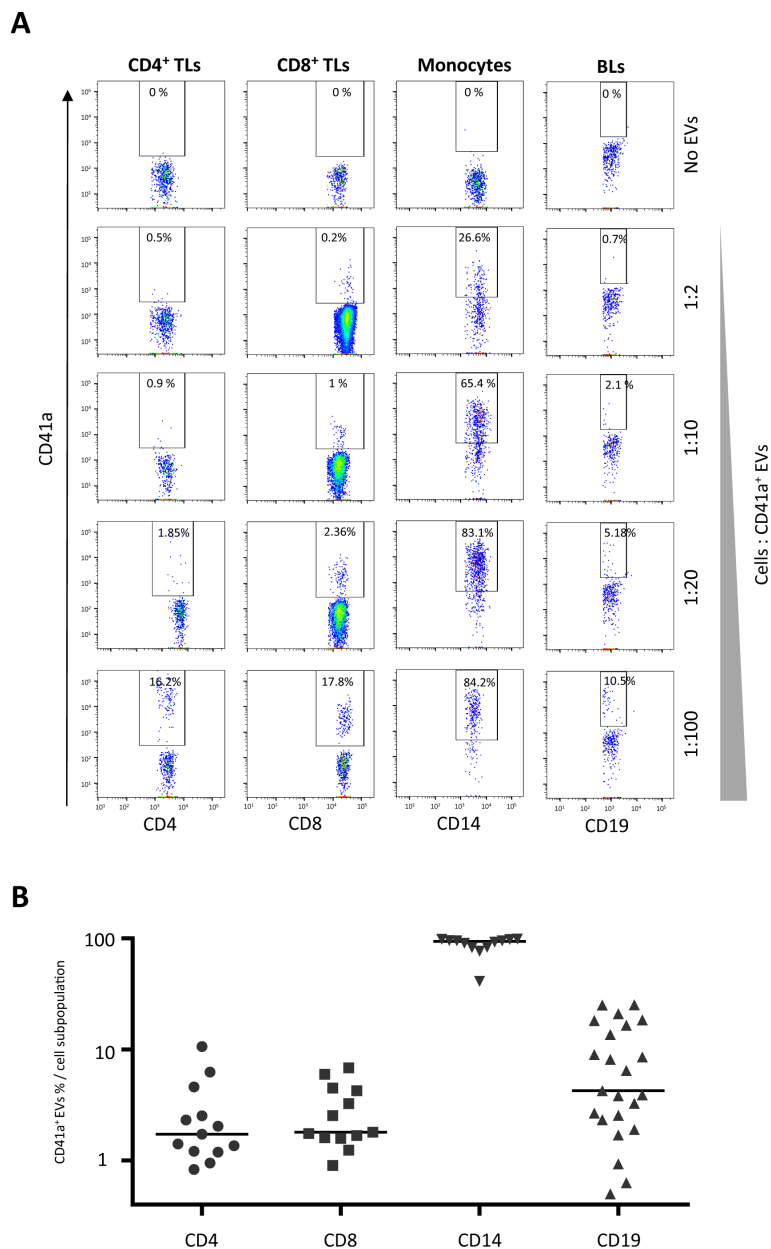 A
CD4⁺ TLs CD8⁺ TLs Monocytes BLs
0 % 0 % 0 % 0 % No EVs
0.5% 0.2% 26.6% 0.7% 1:2
0.9 % 1 % 65.4 % 2.1 % 1:10
1.85% 2.36% 83.1% 5.18% 1:20
16.2% 17.8% 84.2% 10.5% 1:100
CD41a
Cells : CD41a⁺ EVs
CD4 CD8 CD14 CD19
B
CD41a⁺ EVs % / cell subpopulation
100
10
1
CD4 CD8 CD14 CD19